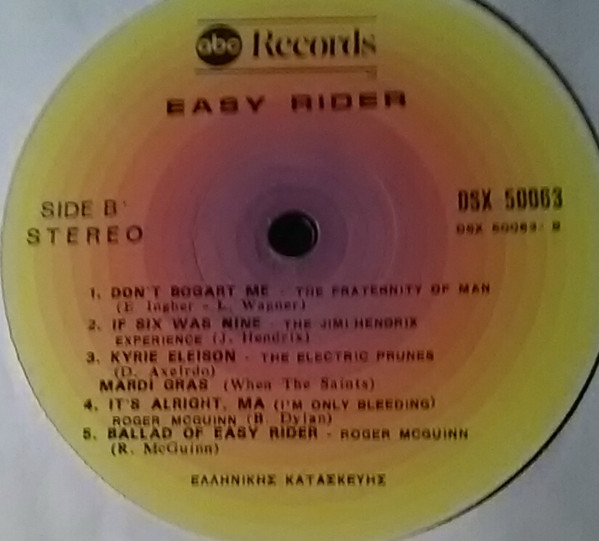 abc Records
EASY RIDER
SIDE B'
STEREO
DSX 50063
DSX 50063- B
1. DON'T BOGART ME - THE FRATERNITY OF MAN
(E. Ingher - L. Wagner)
2. IF SIX WAS NINE - THE JIMI HENDRIX
EXPERIENCE (J. Hendrix)
3. KYRIE ELEISON - THE ELECTRIC PRUNES
(D. Axelrdo)
MARDI GRAS (When The Saints)
4. IT'S ALRIGHT, MA (I'M ONLY BLEEDING)
ROGER MCGUINN (B. Dylan)
5. BALLAD OF EASY RIDER - ROGER MCGUINN
(R. McGuinn)
ΕΛΛΗΝΙΚΗΣ ΚΑΤΑΣΚΕΥΗΣ